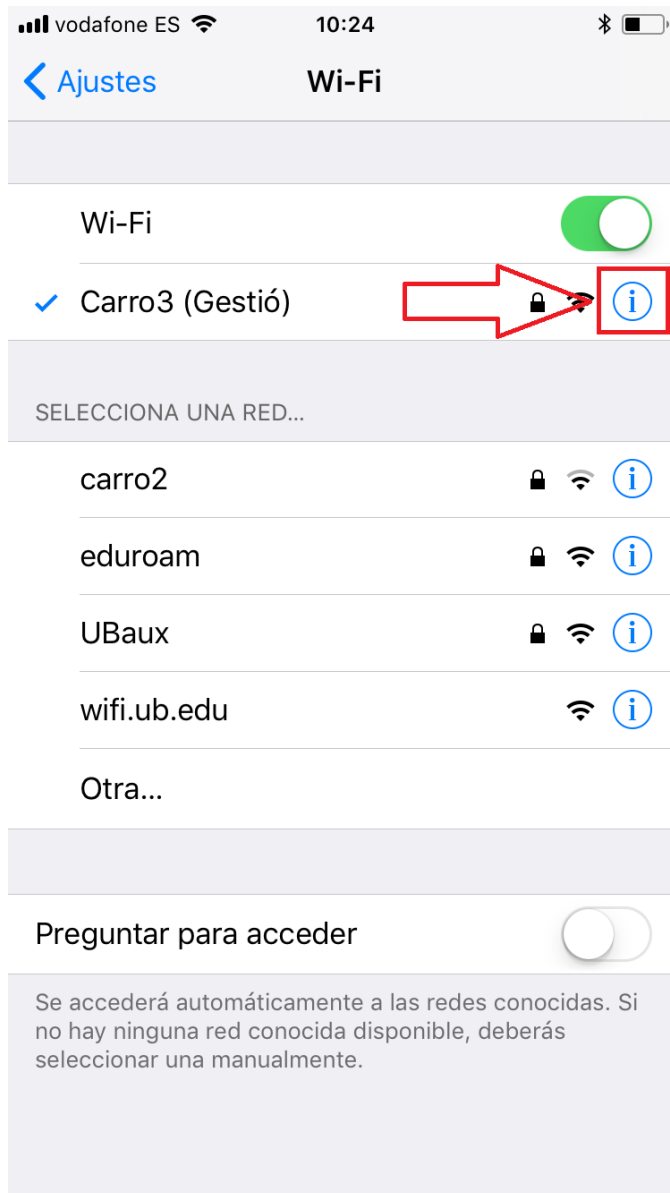 vodafone ES 10:24
Ajustes Wi-Fi
Wi-Fi
Carro3 (Gestió) i
SELECCIONA UNA RED...
carro2 i
eduroam i
UBaux i
wifi.ub.edu i
Otra...
Preguntar para acceder
Se accederá automáticamente a las redes conocidas. Si
no hay ninguna red conocida disponible, deberás
seleccionar una manualmente.